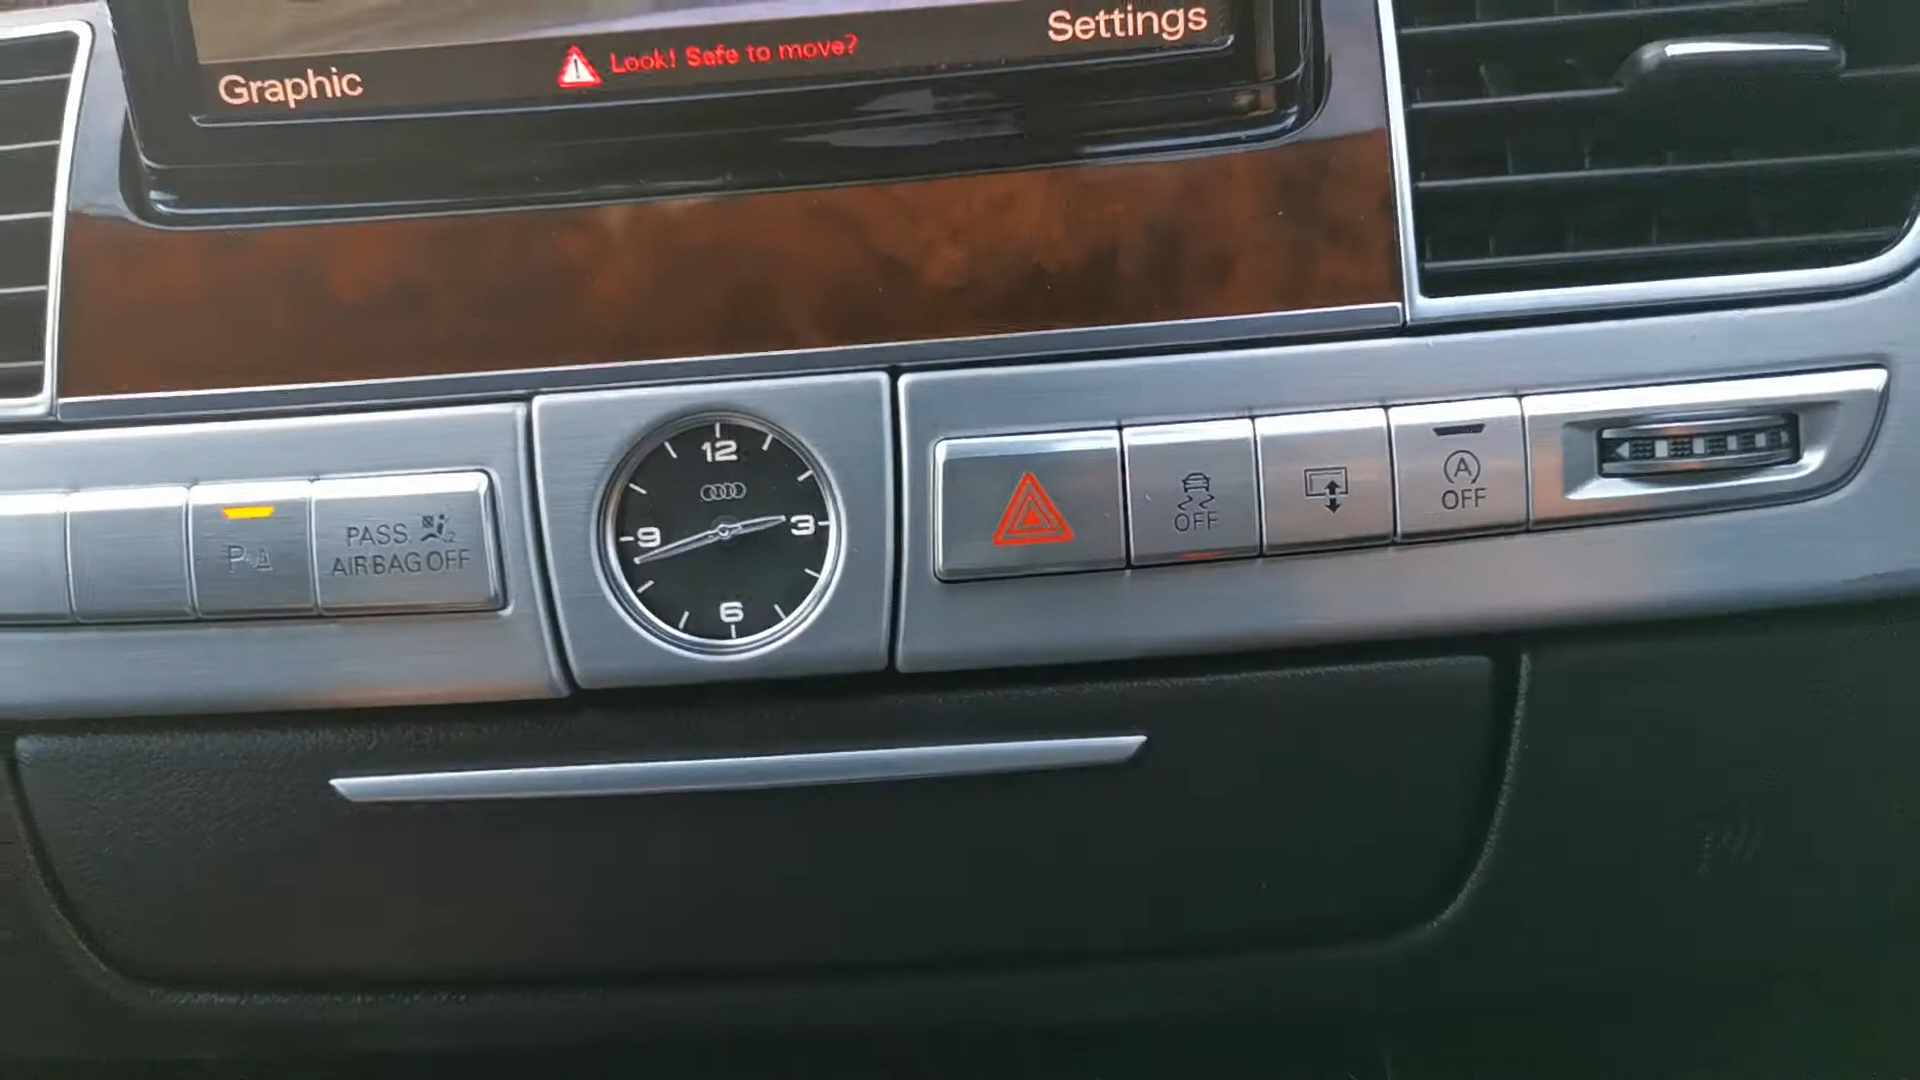 Graphic
Look! Safe to move?
Settings
P
PASS.
AIRBAG OFF
12
9
3
6
OFF
A
OFF